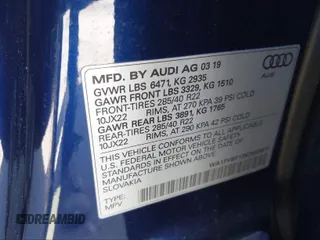 MFD. BY AUDI AG 03 19
GVWR LBS 6471, KG 2935
GAWR FRONT LBS 3329, KG 1510
FRONT-TIRES 285/40 R22
10JX22 RIMS, AT 270 KPA 39 PSI COLD
GAWR REAR LBS 3891, KG 1765
REAR-TIRES 285/40 R22
10JX22 RIMS, AT 290 KPA 42 PSI COLD
THIS VEHICLE CONFORMS TO ALL APPLICABLE
U.S. FEDERAL MOTOR VEHICLE SAFETY
STANDARDS IN EFFECT ON THE DATE OF
MANUFACTURE SHOWN ABOVE.
SLOVAKIA
TYPE:
MPV
Audi
DREAMBID